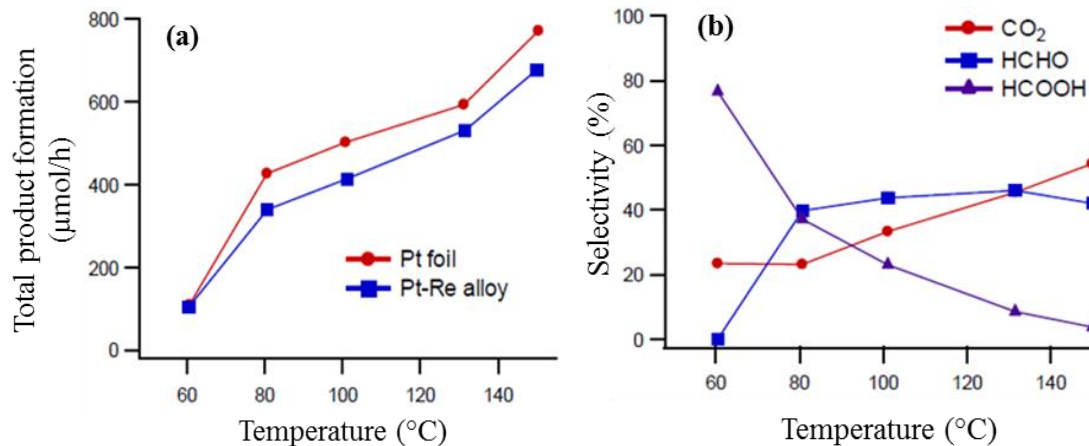 (a)
Total product formation
(μmol/h)
800
600
400
200
0
Pt foil
Pt-Re alloy
60
80
100
120
140
Temperature (°C)
(b)
Selectivity (%)
100
80
60
40
20
0
CO₂
HCHO
HCOOH
60
80
100
120
140
Temperature (°C)